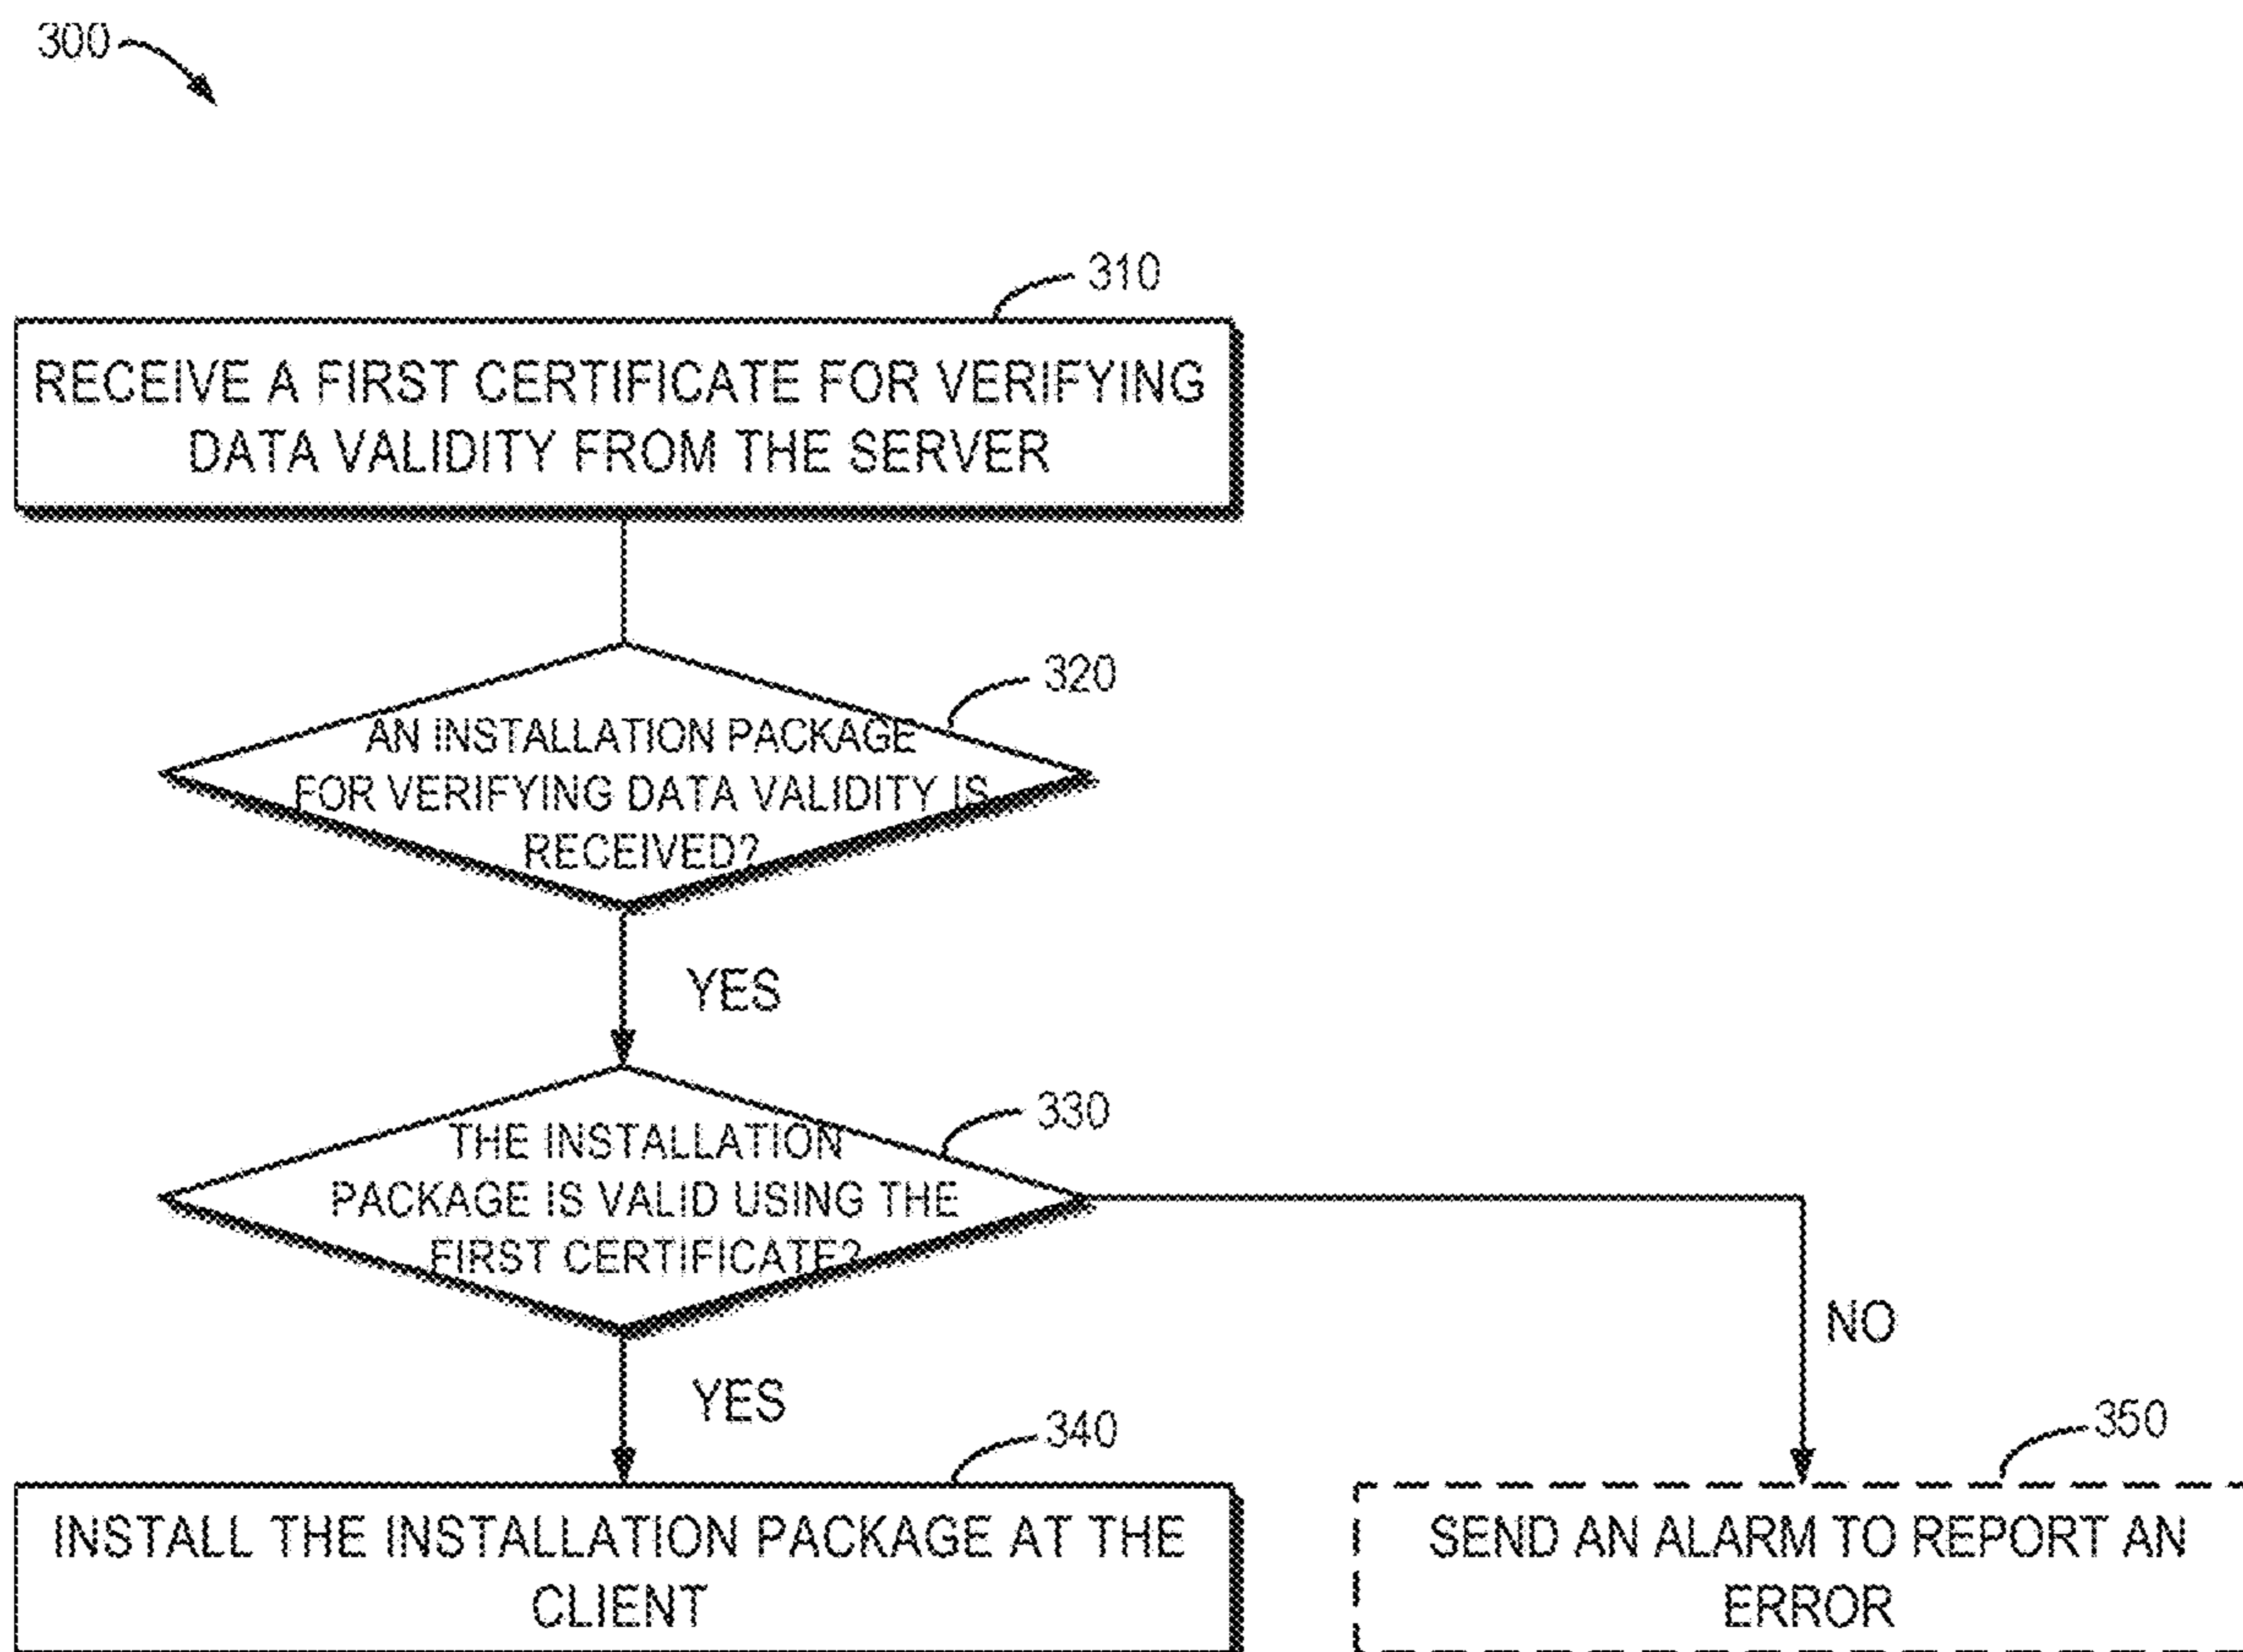 300
310
RECEIVE A FIRST CERTIFICATE FOR VERIFYING
DATA VALIDITY FROM THE SERVER
320
AN INSTALLATION PACKAGE
FOR VERIFYING DATA VALIDITY IS
RECEIVED?
YES
330
THE INSTALLATION
PACKAGE IS VALID USING THE
FIRST CERTIFICATE?
NO
YES
340
350
INSTALL THE INSTALLATION PACKAGE AT THE
CLIENT
SEND AN ALARM TO REPORT AN
ERROR